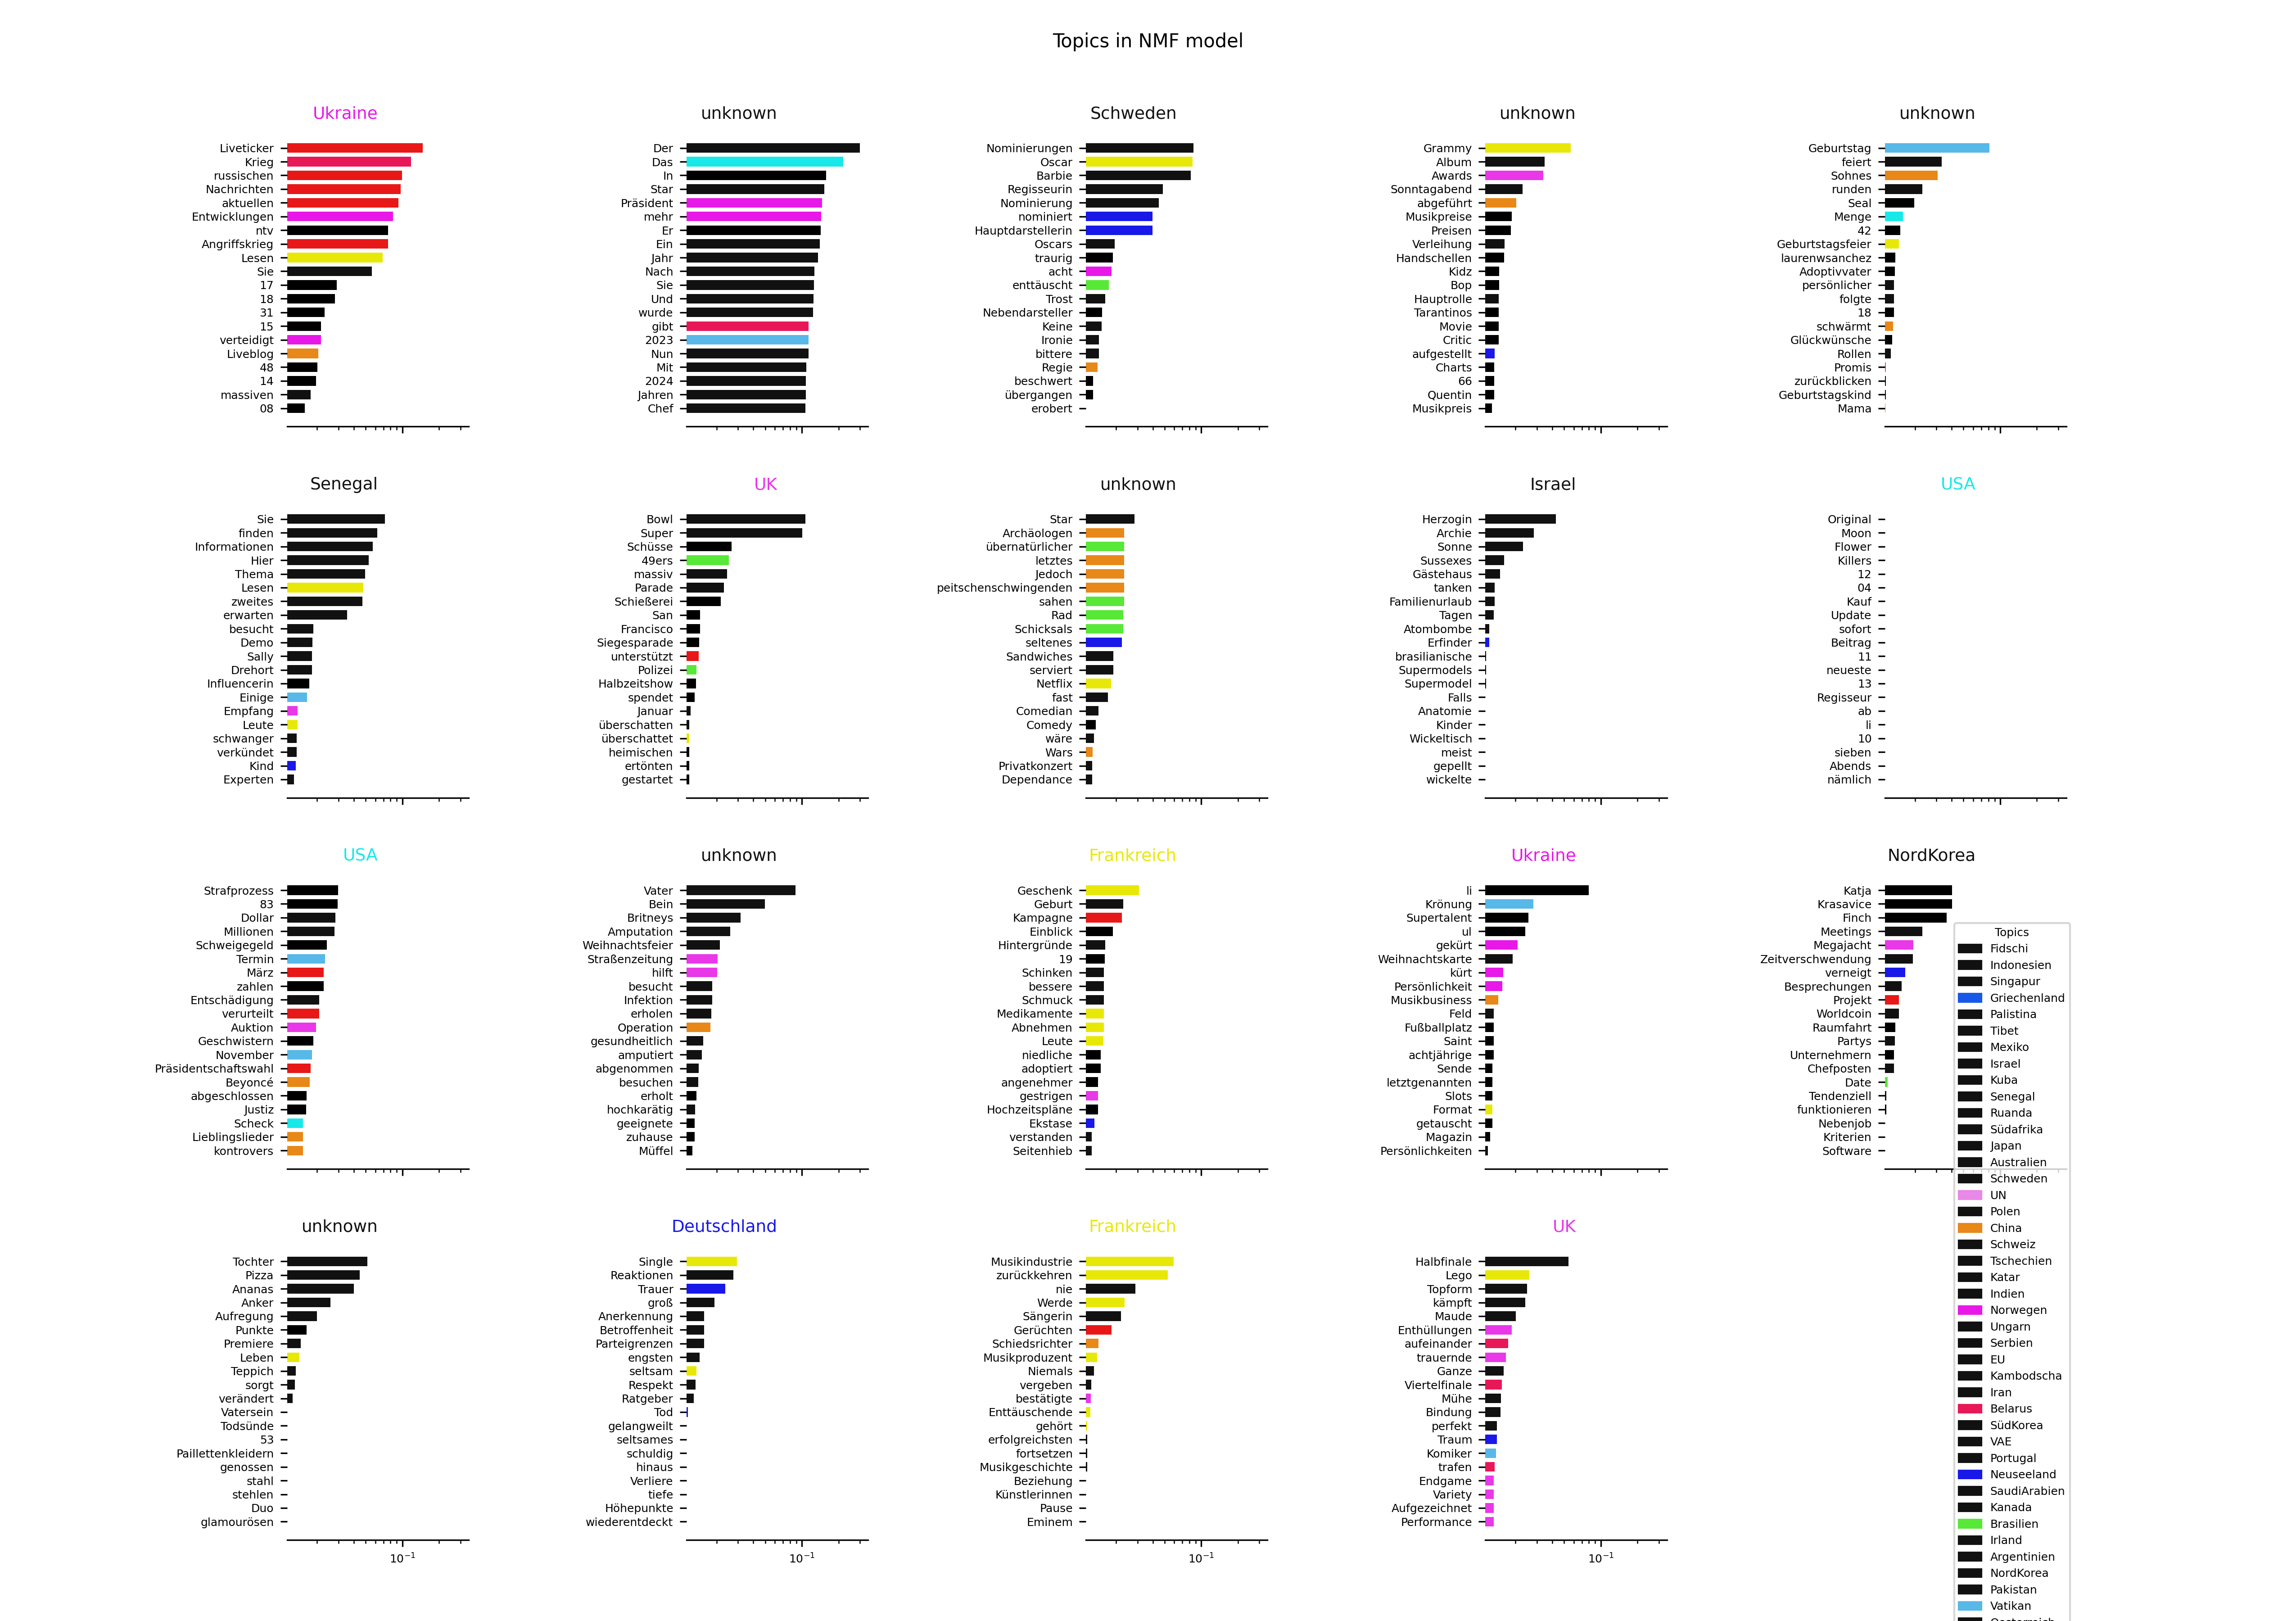 Topics in NMF model
Ukraine
Liveticker
Krieg
russischen
Nachrichten
aktuellen
Entwicklungen
ntv
Angriffskrieg
Lesen
Sie
17
18
31
15
verteidigt
Liveblog
48
14
massiven
08
unknown
Der
Das
In
Star
Präsident
mehr
Er
Ein
Jahr
Nach
Sie
Und
wurde
gibt
2023
Nun
Mit
2024
Jahren
Chef
Schweden
Nominierungen
Oscar
Barbie
Regisseurin
Nominierung
nominiert
Hauptdarstellerin
Oscars
traurig
acht
enttäuscht
Trost
Nebendarsteller
Keine
Ironie
bittere
Regie
beschwert
übergangen
erobert
unknown
Grammy
Album
Awards
Sonntagabend
abgeführt
Musikpreise
Preisen
Verleihung
Handschellen
Kidz
Bop
Hauptrolle
Tarantinos
Movie
Critic
aufgestellt
Charts
66
Quentin
Musikpreis
unknown
Geburtstag
feiert
Sohnes
runden
Seal
Menge
42
Geburtstagsfeier
laurenwsanchez
Adoptivvater
persönlicher
folgte
18
schwärmt
Glückwünsche
Rollen
Promis
zurückblicken
Geburtstagskind
Mama
Senegal
Sie
finden
Informationen
Hier
Thema
Lesen
zweites
erwarten
besucht
Demo
Sally
Drehort
Influencerin
Einige
Empfang
Leute
schwanger
verkündet
Kind
Experten
UK
Bowl
Super
Schüsse
49ers
massiv
Parade
Schießerei
San
Francisco
Siegesparade
unterstützt
Polizei
Halbzeitshow
spendet
Januar
überschatten
überschattet
heimischen
ertönten
gestartet
unknown
Star
Archäologen
übernatürlicher
letztes
Jedoch
peitschenschwingenden
sahen
Rad
Schicksals
seltenes
Sandwiches
serviert
Netflix
fast
Comedian
Comedy
wäre
Wars
Privatkonzert
Dependance
Israel
Herzogin
Archie
Sonne
Sussexes
Gästehaus
tanken
Familienurlaub
Tagen
Atombombe
Erfinder
brasilianische
Supermodels
Supermodel
Falls
Anatomie
Kinder
Wickeltisch
meist
gepellt
wickelte
USA
Original
Moon
Flower
Killers
12
04
Kauf
Update
sofort
Beitrag
11
neueste
13
Regisseur
ab
li
10
sieben
Abends
nämlich
USA
Strafprozess
83
Dollar
Millionen
Schweigegeld
Termin
März
zahlen
Entschädigung
verurteilt
Auktion
Geschwistern
November
Präsidentschaftswahl
Beyoncé
abgeschlossen
Justiz
Scheck
Lieblingslieder
kontrovers
unknown
Vater
Bein
Britneys
Amputation
Weihnachtsfeier
Straßenzeitung
hilft
besucht
Infektion
erholen
Operation
gesundheitlich
amputiert
abgenommen
besuchen
erholt
hochkarätig
geeignete
zuhause
Müffel
Frankreich
Geschenk
Geburt
Kampagne
Einblick
Hintergründe
19
Schinken
bessere
Schmuck
Medikamente
Abnehmen
Leute
niedliche
adoptiert
angenehmer
gestrigen
Hochzeitspläne
Ekstase
verstanden
Seitenhieb
Ukraine
li
Krönung
Supertalent
ul
gekürt
Weihnachtskarte
kürt
Persönlichkeit
Musikbusiness
Feld
Fußballplatz
Saint
achtjährige
Sende
letztgenannten
Slots
Format
getauscht
Magazin
Persönlichkeiten
NordKorea
Katja
Krasavice
Finch
Meetings
Megajacht
Zeitverschwendung
verneigt
Besprechungen
Projekt
Worldcoin
Raumfahrt
Partys
Unternehmern
Chefposten
Date
Tendenziell
funktionieren
Nebenjob
Kriterien
Software
unknown
Tochter
Pizza
Ananas
Anker
Aufregung
Punkte
Premiere
Leben
Teppich
sorgt
verändert
Vatersein
Todsünde
53
Paillettenkleidern
genossen
stahl
stehlen
Duo
glamourösen
10⁻¹
Deutschland
Single
Reaktionen
Trauer
groß
Anerkennung
Betroffenheit
Parteigrenzen
engsten
seltsam
Respekt
Ratgeber
Tod
gelangweilt
seltsames
schuldig
hinaus
Verliere
tiefe
Höhepunkte
wiederentdeckt
10⁻¹
Frankreich
Musikindustrie
zurückkehren
nie
Werde
Sängerin
Gerüchten
Schiedsrichter
Musikproduzent
Niemals
vergeben
bestätigte
Enttäuschende
gehört
erfolgreichsten
fortsetzen
Musikgeschichte
Beziehung
Künstlerinnen
Pause
Eminem
10⁻¹
UK
Halbfinale
Lego
Topform
kämpft
Maude
Enthüllungen
aufeinander
trauernde
Ganze
Viertelfinale
Mühe
Bindung
perfekt
Traum
Komiker
trafen
Endgame
Variety
Aufgezeichnet
Performance
10⁻¹
Topics
Fidschi
Indonesien
Singapur
Griechenland
Palistina
Tibet
Mexiko
Israel
Kuba
Senegal
Ruanda
Südafrika
Japan
Australien
Schweden
UN
Polen
China
Schweiz
Tschechien
Katar
Indien
Norwegen
Ungarn
Serbien
EU
Kambodscha
Iran
Belarus
SüdKorea
VAE
Portugal
Neuseeland
SaudiArabien
Kanada
Brasilien
Irland
Argentinien
NordKorea
Pakistan
Vatikan